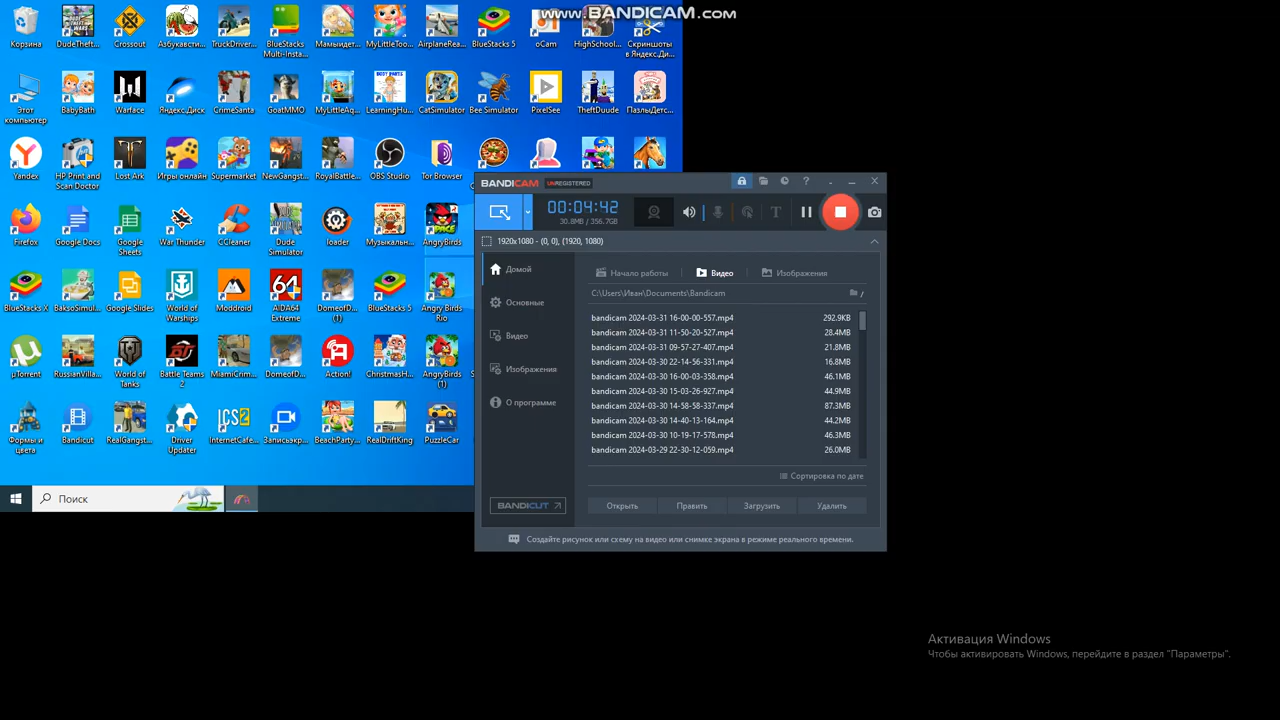 www.BANDICAM.com
Корзина
DudeTheft...
Crossout
Азбукавсти...
TruckDriver...
BlueStacks
Multi-Insta...
Мамыидет...
MyLittleToo...
AirplaneRea...
BlueStacks 5
oCam
HighSchool...
Скриншоты
в Яндекс.Ди...
Этот
компьютер
BabyBath
Warface
Яндекс.Диск
CrimeSanta
GoatMMO
MyLittleAq...
LearningHu...
CatSimulator
Bee Simulator
PixelSee
TheftDuude
ПазлыДетс...
Yandex
HP Print and
Scan Doctor
Lost Ark
Игры онлайн
Supermarket
NewGangst...
RoyalBattle...
OBS Studio
Tor Browser
Firefox
Google Docs
Google
Sheets
War Thunder
CCleaner
Dude
Simulator
loader
Музыкальн...
AngryBirds
BlueStacks X
BaksoSimul...
Google Slides
World of
Warships
Moddroid
AIDA64
Extreme
DomeofD...
(1)
BlueStacks 5
Angry Birds
Rio
µTorrent
RussianVilla...
World of
Tanks
Battle Teams
2
MiamiCrim...
DomeofD...
Action!
ChristmasH...
AngryBirds
(1)
Формы и
цвета
Bandicut
RealGangst...
Driver
Updater
InternetCafe...
Записьэкр...
BeachParty...
RealDriftKing
PuzzleCar
Поиск
BANDICAM UNREGISTERED
00:04:42
30.8MB / 356.7GB
1920x1080 - (0, 0), (1920, 1080)
Домой
Основные
Видео
Изображения
О программе
BANDICUT
Начало работы
Видео
Изображения
C:\Users\Иван\Documents\Bandicam
bandicam 2024-03-31 16-00-00-557.mp4 292.9KB
bandicam 2024-03-31 11-50-20-527.mp4 28.4MB
bandicam 2024-03-31 09-57-27-407.mp4 21.8MB
bandicam 2024-03-30 22-14-56-331.mp4 16.8MB
bandicam 2024-03-30 16-00-03-358.mp4 46.1MB
bandicam 2024-03-30 15-03-26-927.mp4 44.9MB
bandicam 2024-03-30 14-58-58-337.mp4 87.3MB
bandicam 2024-03-30 14-40-13-164.mp4 44.2MB
bandicam 2024-03-30 10-19-17-578.mp4 46.3MB
bandicam 2024-03-29 22-30-12-059.mp4 26.0MB
Сортировка по дате
Открыть
Править
Загрузить
Удалить
Создайте рисунок или схему на видео или снимке экрана в режиме реального времени.
Активация Windows
Чтобы активировать Windows, перейдите в раздел "Параметры".